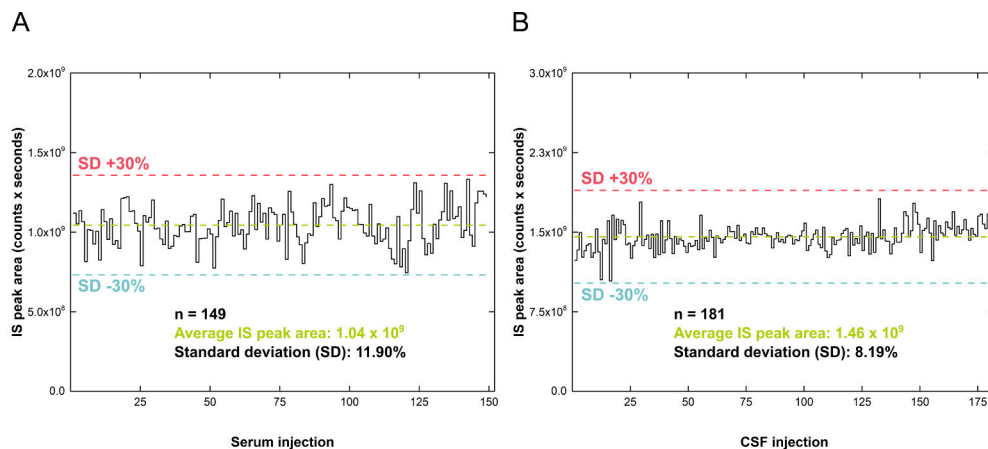 A
IS peak area (counts x seconds)
2.0x10⁹
1.5x10⁹
1.0x10⁹
5.0x10⁸
0.0
SD +30%
SD -30%
n = 149
Average IS peak area: 1.04 x 10⁹
Standard deviation (SD): 11.90%
25 50 75 100 125 150
Serum injection
B
IS peak area (counts x seconds)
3.0x10⁹
2.3x10⁹
1.5x10⁹
7.5x10⁸
0.0
SD +30%
SD -30%
n = 181
Average IS peak area: 1.46 x 10⁹
Standard deviation (SD): 8.19%
25 50 75 100 125 150 175
CSF injection